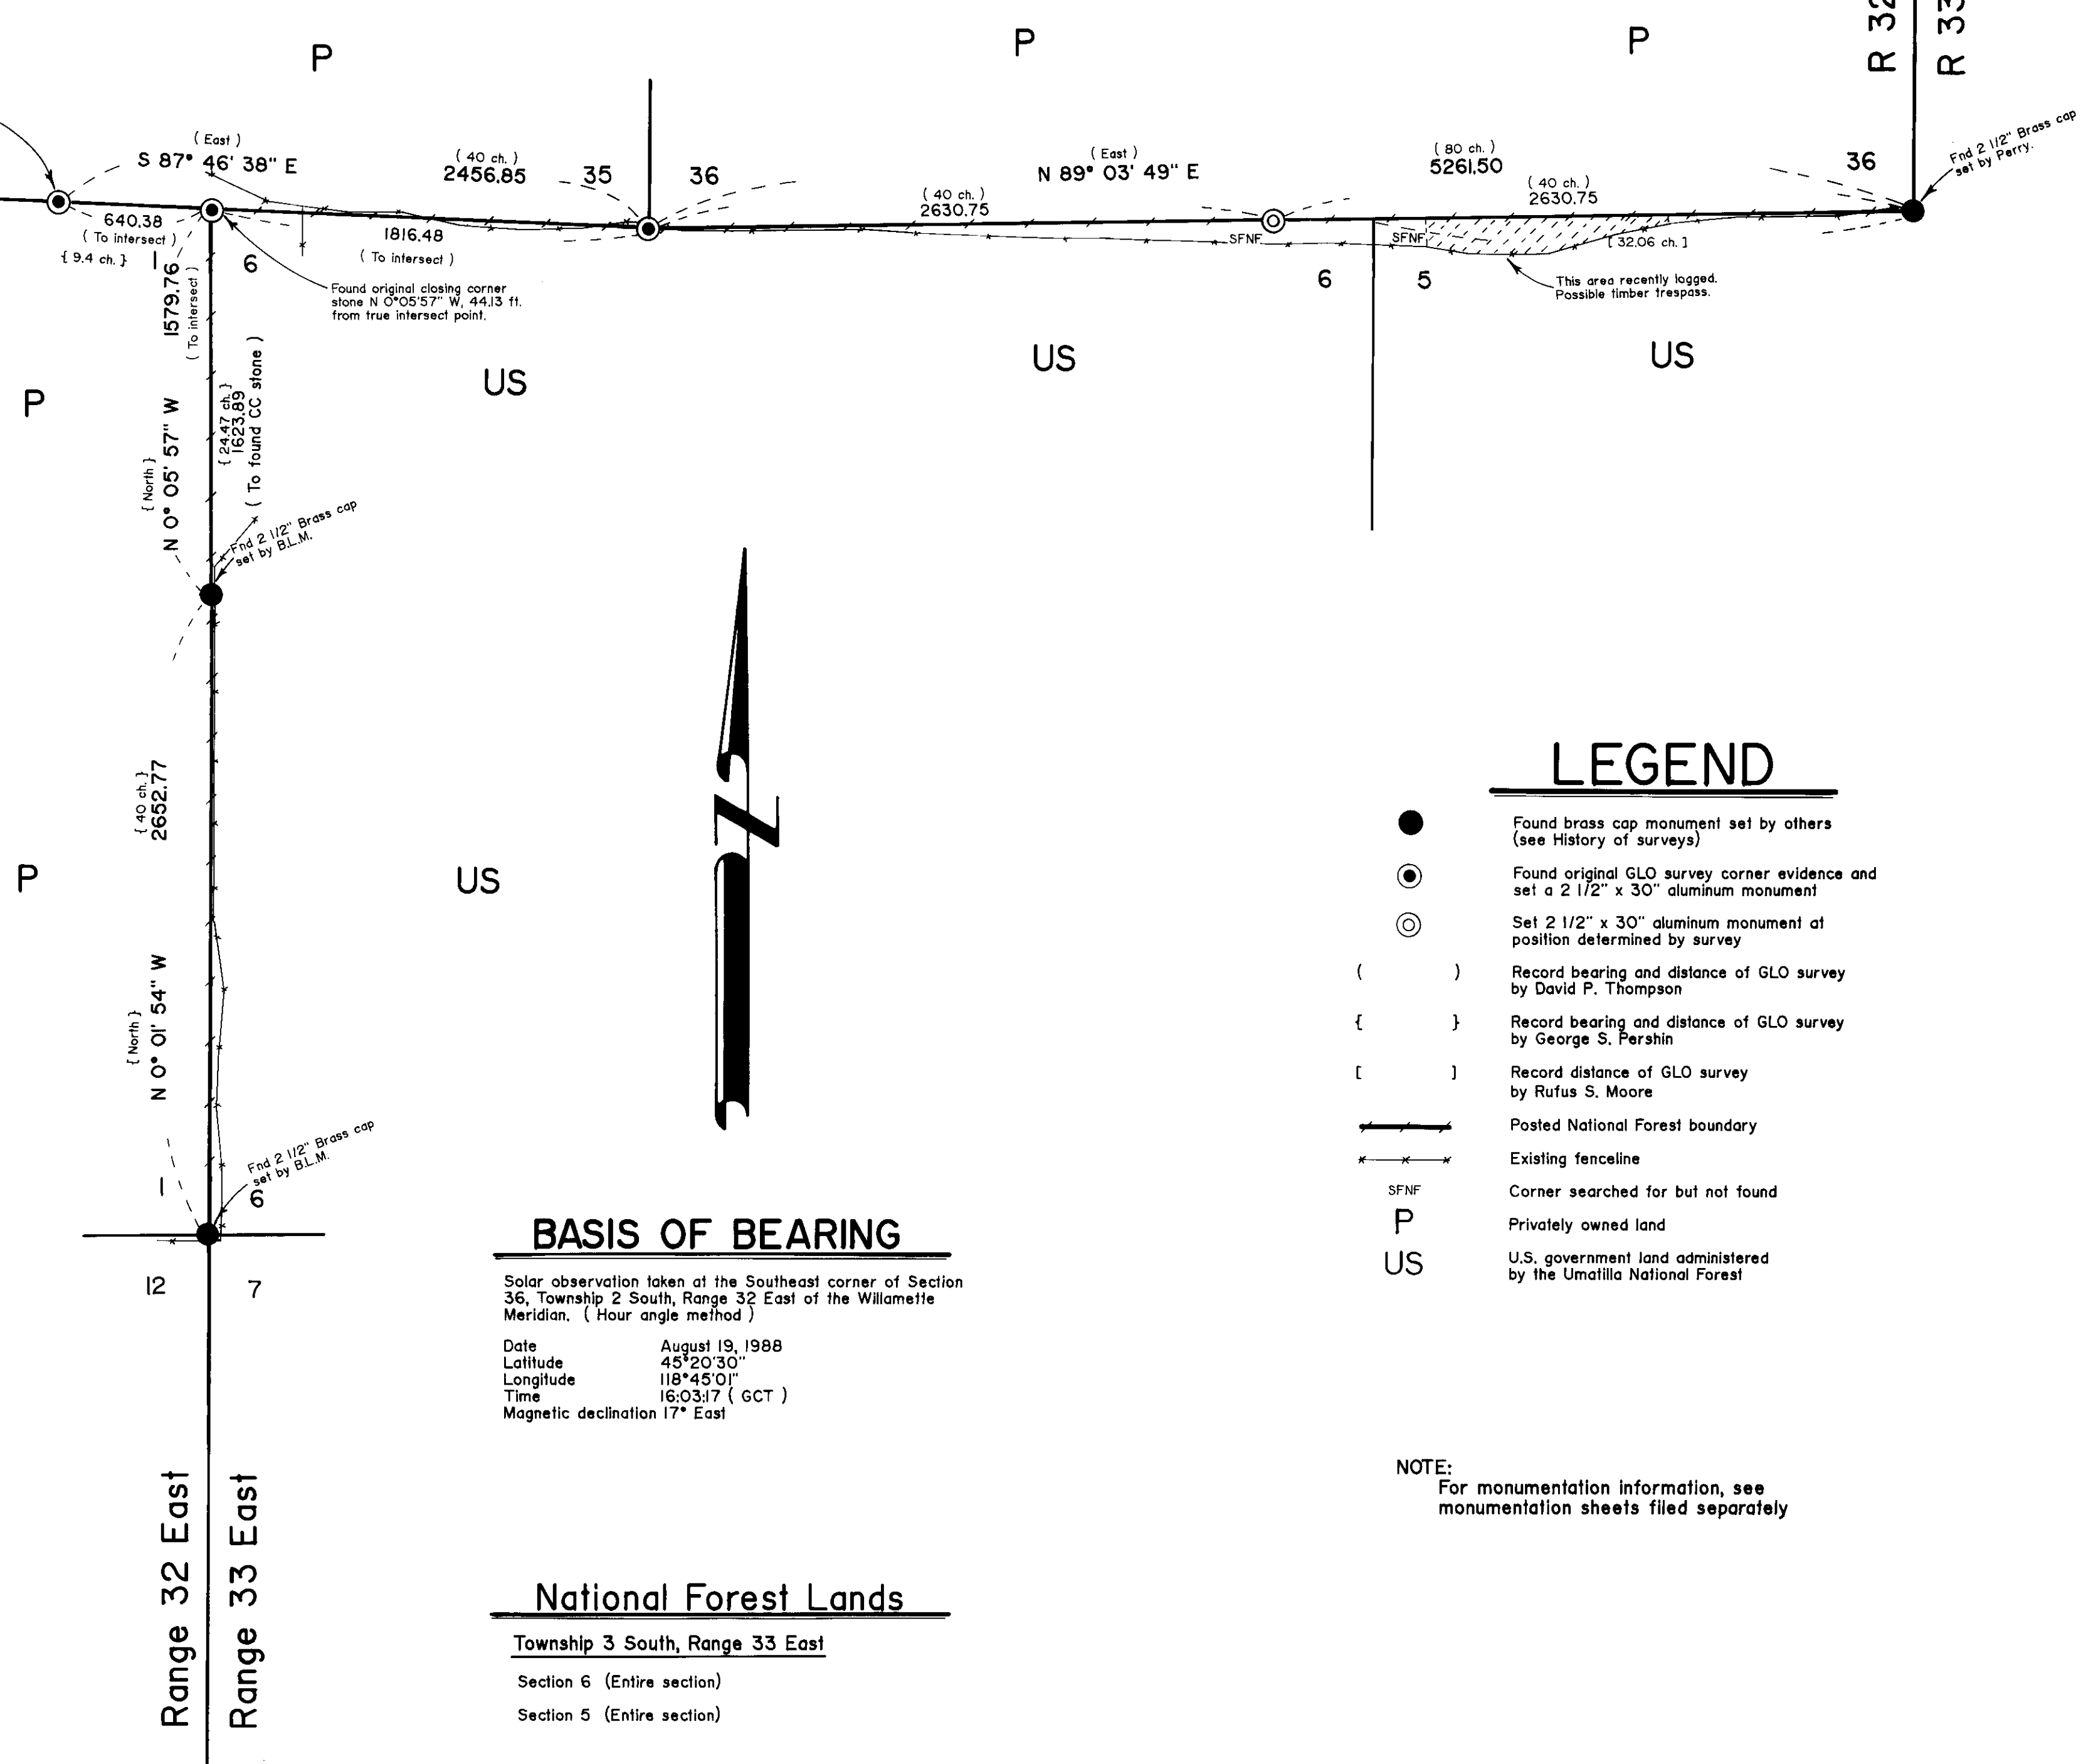 P
P
P
R 32
R 33
( East )
S 87° 46' 38" E
( 40 ch. )
2456.85
35
36
( East )
N 89° 03' 49" E
( 40 ch. )
2630.75
( 80 ch. )
5261.50
( 40 ch. )
2630.75
36
Fnd 2 1/2" Brass cap
set by Perry.
640.38
( To intersect )
{ 9.4 ch. }
1
6
1816.48
( To intersect )
SFNF
SFNF
[ 32.06 ch. ]
6
5
This area recently logged.
Possible timber trespass.
Found original closing corner
stone N 0°05'57" W, 44.13 ft.
from true intersect point.
1579.76
( To intersect )
{ North }
N 0° 05' 57" W
{ 24.47 ch. }
1623.89
( To found CC stone )
P
US
US
US
Fnd 2 1/2" Brass cap
set by B.L.M.
{ 40 ch. }
2652.77
P
US
{ North }
N 0° 01' 54" W
Fnd 2 1/2" Brass cap
set by B.L.M.
1
6
12
7
Range 32 East
Range 33 East
N
LEGEND
Found brass cap monument set by others
(see History of surveys)
Found original GLO survey corner evidence and
set a 2 1/2" x 30" aluminum monument
Set 2 1/2" x 30" aluminum monument at
position determined by survey
( ) Record bearing and distance of GLO survey
by David P. Thompson
{ } Record bearing and distance of GLO survey
by George S. Pershin
[ ] Record distance of GLO survey
by Rufus S. Moore
Posted National Forest boundary
Existing fenceline
SFNF Corner searched for but not found
P Privately owned land
US U.S. government land administered
by the Umatilla National Forest
BASIS OF BEARING
Solar observation taken at the Southeast corner of Section
36, Township 2 South, Range 32 East of the Willamette
Meridian. ( Hour angle method )
Date August 19, 1988
Latitude 45°20'30"
Longitude 118°45'01"
Time 16:03:17 ( GCT )
Magnetic declination 17° East
NOTE:
For monumentation information, see
monumentation sheets filed separately
National Forest Lands
Township 3 South, Range 33 East
Section 6 (Entire section)
Section 5 (Entire section)